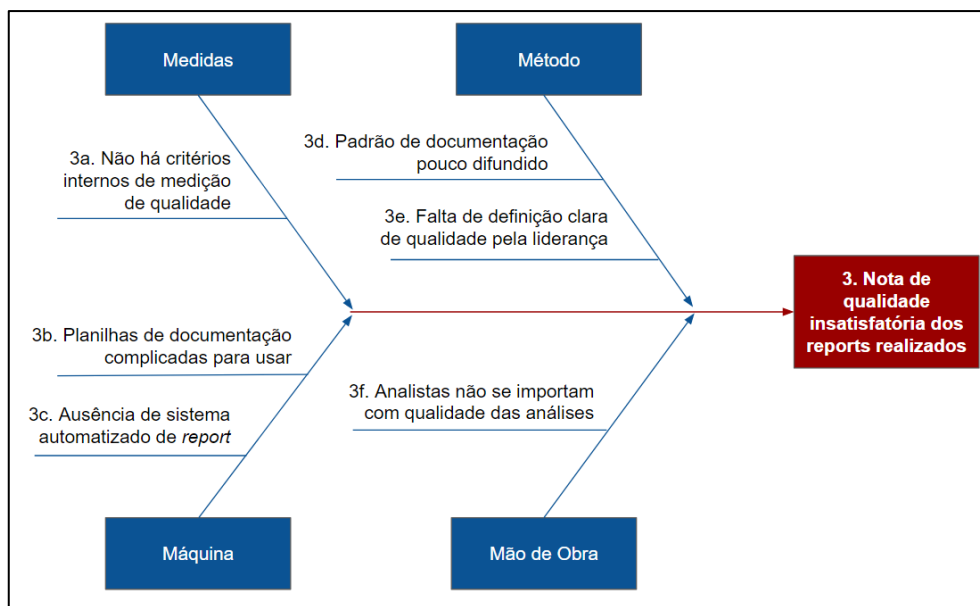 Medidas
Método
3a. Não há critérios
internos de medição
de qualidade
3d. Padrão de documentação
pouco difundido
3e. Falta de definição clara
de qualidade pela liderança
3. Nota de
qualidade
insatisfatória dos
reports realizados
3b. Planilhas de documentação
complicadas para usar
3c. Ausência de sistema
automatizado de report
3f. Analistas não se importam
com qualidade das análises
Máquina
Mão de Obra